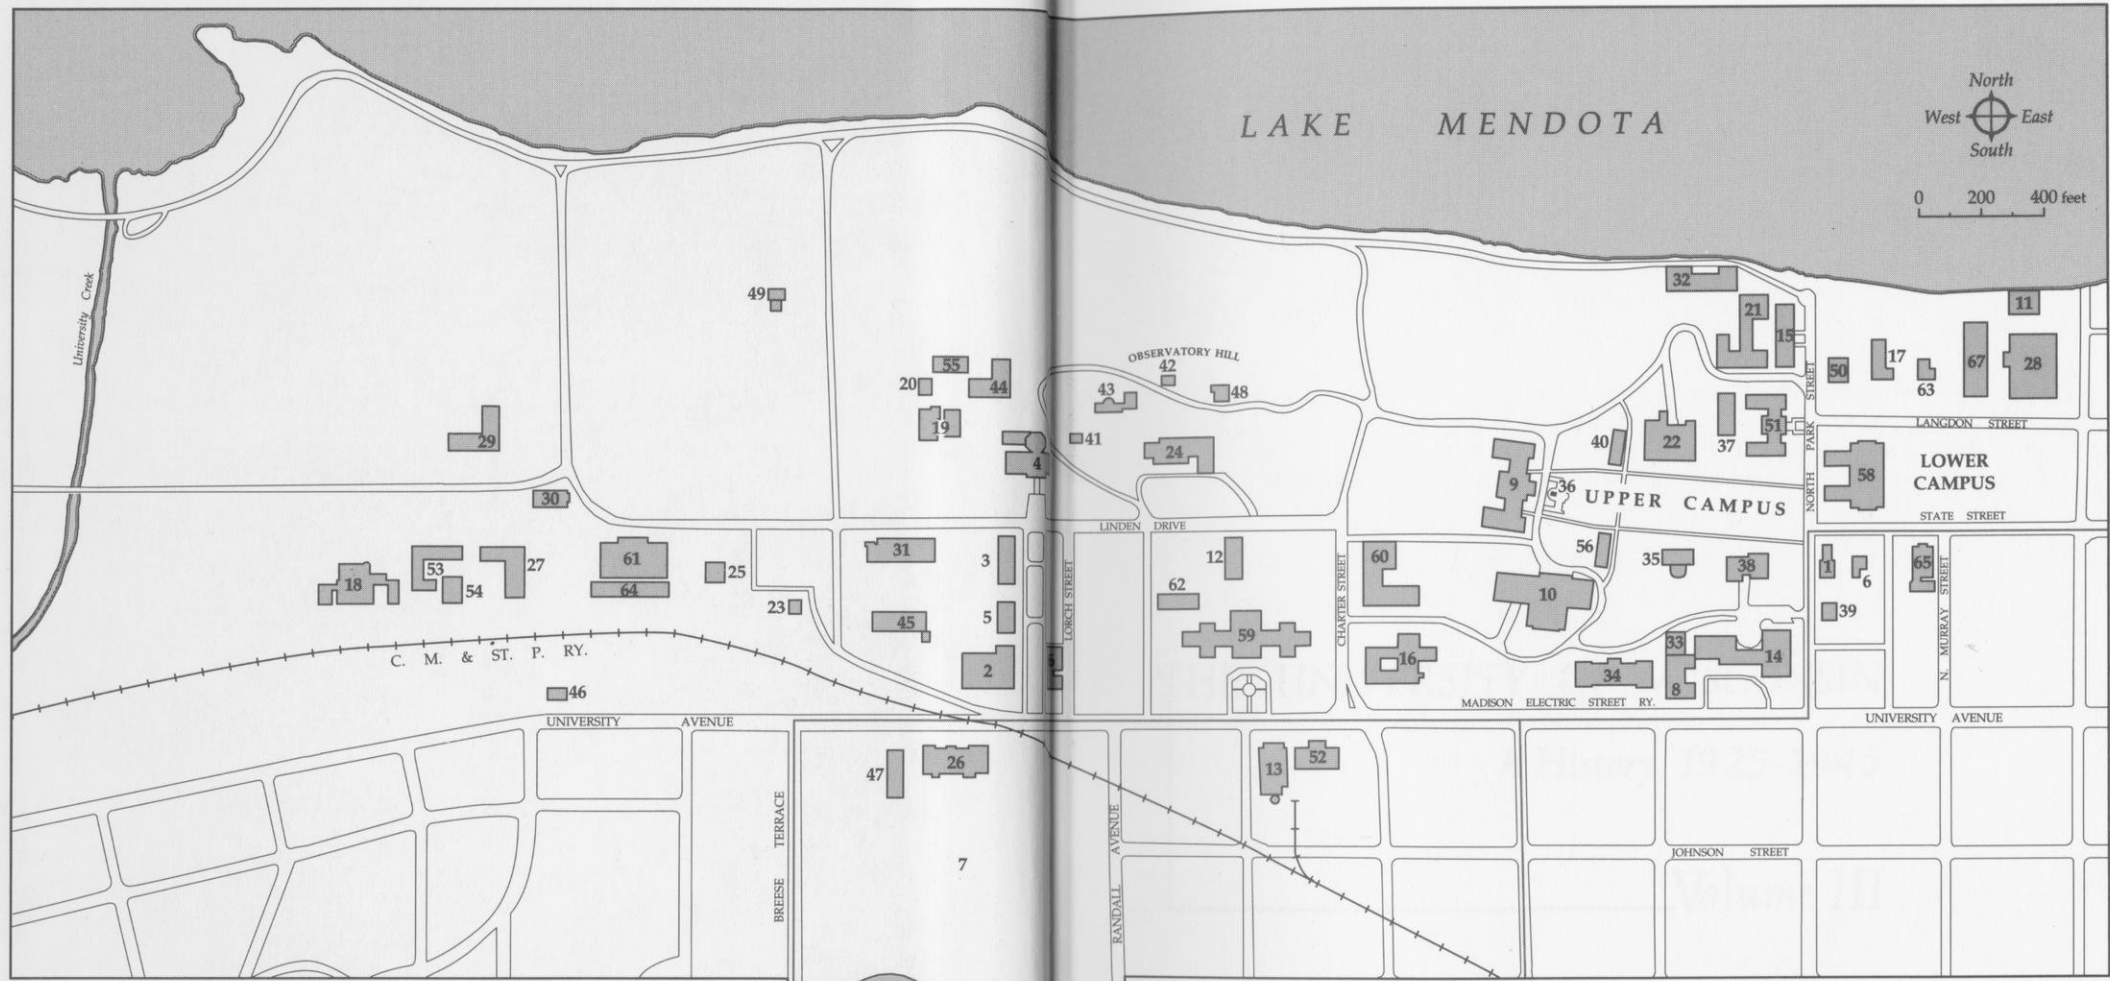 LAKE MENDOTA
North
West East
South
0 200 400 feet
University Creek
OBSERVATORY HILL
49
55
20
44
19
29
4
30
43
42
48
41
24
32
21
15
11
50
17
63
67
28
LANGDON STREET
NORTH PARK STREET
40
22
37
51
9
36
UPPER CAMPUS
58
LOWER
CAMPUS
STATE STREET
LINDEN DRIVE
18
53
54
27
61
64
25
23
31
3
45
5
2
LORCH STREET
12
62
59
CHARTER STREET
60
16
10
56
35
38
33
14
34
8
1
6
65
39
N. MURRAY STREET
C. M. & ST. P. RY.
46
UNIVERSITY AVENUE
MADISON ELECTRIC STREET RY.
UNIVERSITY AVENUE
47
26
13
52
7
BREESE TERRACE
RANDALL AVENUE
JOHNSON STREET
A History, 1925-1945
Volume III